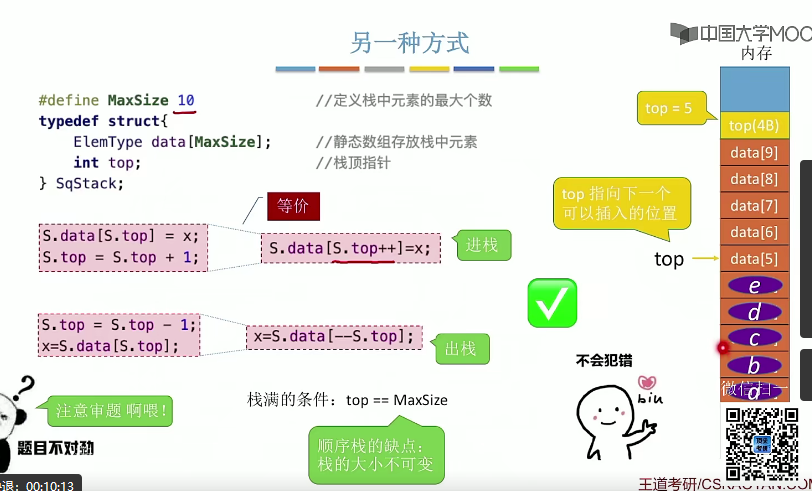 另一种方式
中国大学MOO
内存
#define MaxSize 10 //定义栈中元素的最大个数
typedef struct{
ElemType data[MaxSize]; //静态数组存放栈中元素
int top; //栈顶指针
} SqStack;
等价
S.data[S.top] = x;
S.top = S.top + 1;
S.data[S.top++]=x;
进栈
S.top = S.top - 1;
x=S.data[S.top];
x=S.data[--S.top];
出栈
注意审题 啊喂！
题目不对劲
栈满的条件：top == MaxSize
顺序栈的缺点：
栈的大小不可变
不会犯错
biu
top = 5
top 指向下一个
可以插入的位置
top
top(4B)
data[9]
data[8]
data[7]
data[6]
data[5]
e
d
c
b
a
微信扫一
退：00:10:13
王道考研/CSKAOYAN.COM